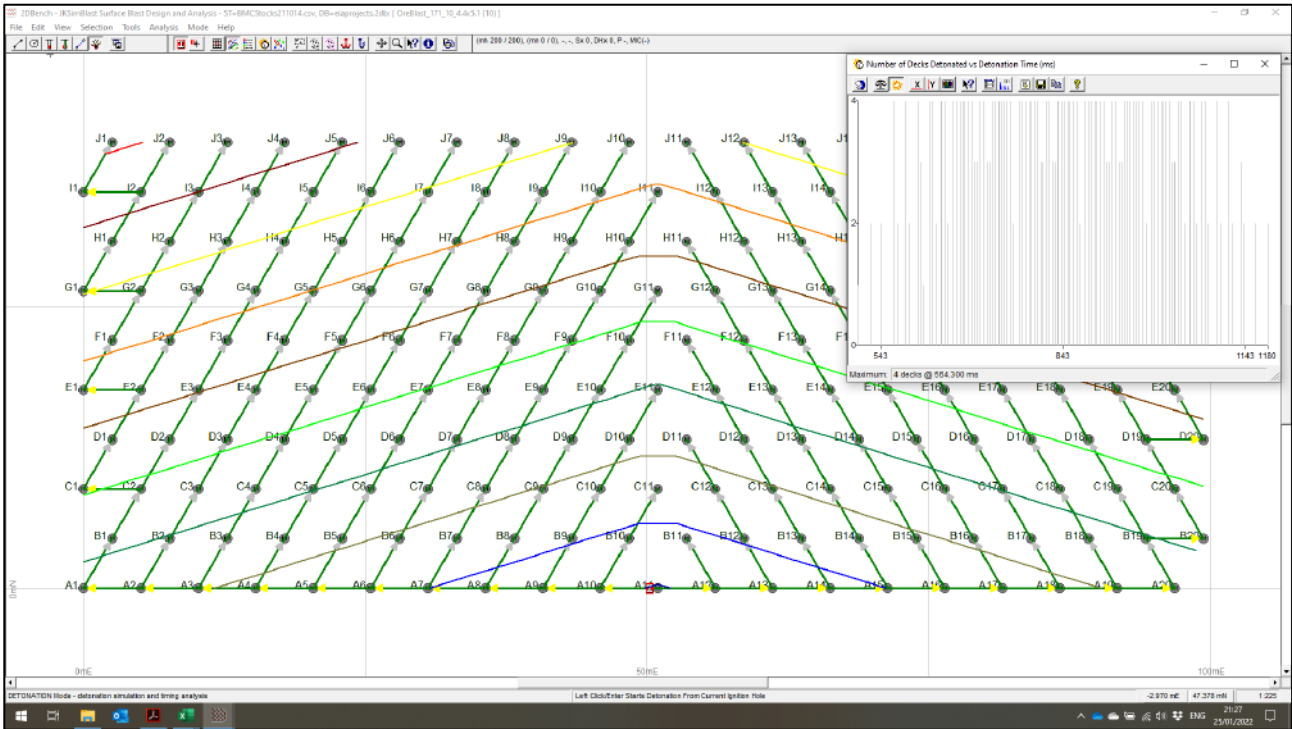 2DBench - JKSimBlast Surface Blast Design and Analysis - ST=BMCStocks211014.csv, DB=eiaprojects.2dbx [ OreBlast_171_10_4.4x5.1 (10) ]
File Edit View Selection Tools Analysis Mode Help
(mh 200 / 200), (mn 0 / 0), -, -, Sx 0, DHx 0, P -, MIC(-)
Number of Decks Detonated vs Detonation Time (ms)
4
2
0
543 843 1143 1180
Maximum: 4 decks @ 564.300 ms
J1 J2 J3 J4 J5 J6 J7 J8 J9 J10 J11 J12 J13
I1 I2 I3 I4 I5 I6 I7 I8 I9 I10 I12 I13 I14
H1 H2 H3 H4 H5 H6 H7 H8 H9 H10 H11 H12 H13
G1 G2 G3 G4 G5 G6 G7 G8 G9 G10 G11 G12 G13
F1 F2 F3 F4 F5 F6 F7 F8 F9 F10 F11 F12 F13
E1 E2 E3 E4 E5 E6 E7 E8 E9 E10 E11 E12 E13 E14 E15 E16 E17 E18 E19 E20
D1 D2 D3 D4 D5 D6 D7 D8 D9 D10 D11 D12 D13 D14 D15 D16 D17 D18 D19 D20
C1 C2 C3 C4 C5 C6 C7 C8 C9 C10 C11 C12 C13 C14 C15 C16 C17 C18 C19 C20
B1 B2 B3 B4 B5 B6 B7 B8 B9 B10 B11 B12 B13 B14 B15 B16 B17 B18 B19 B20
A1 A2 A3 A4 A5 A6 A7 A8 A9 A10 A11 A12 A13 A14 A15 A16 A17 A18 A19 A20
0mN
0mE 50mE 100mE
DETONATION Mode - detonation simulation and timing analysis Left Click/Enter Starts Detonation From Current Ignition Hole -2.970 mE 47.378 mN 1:225
ENG 21:27
25/01/2022